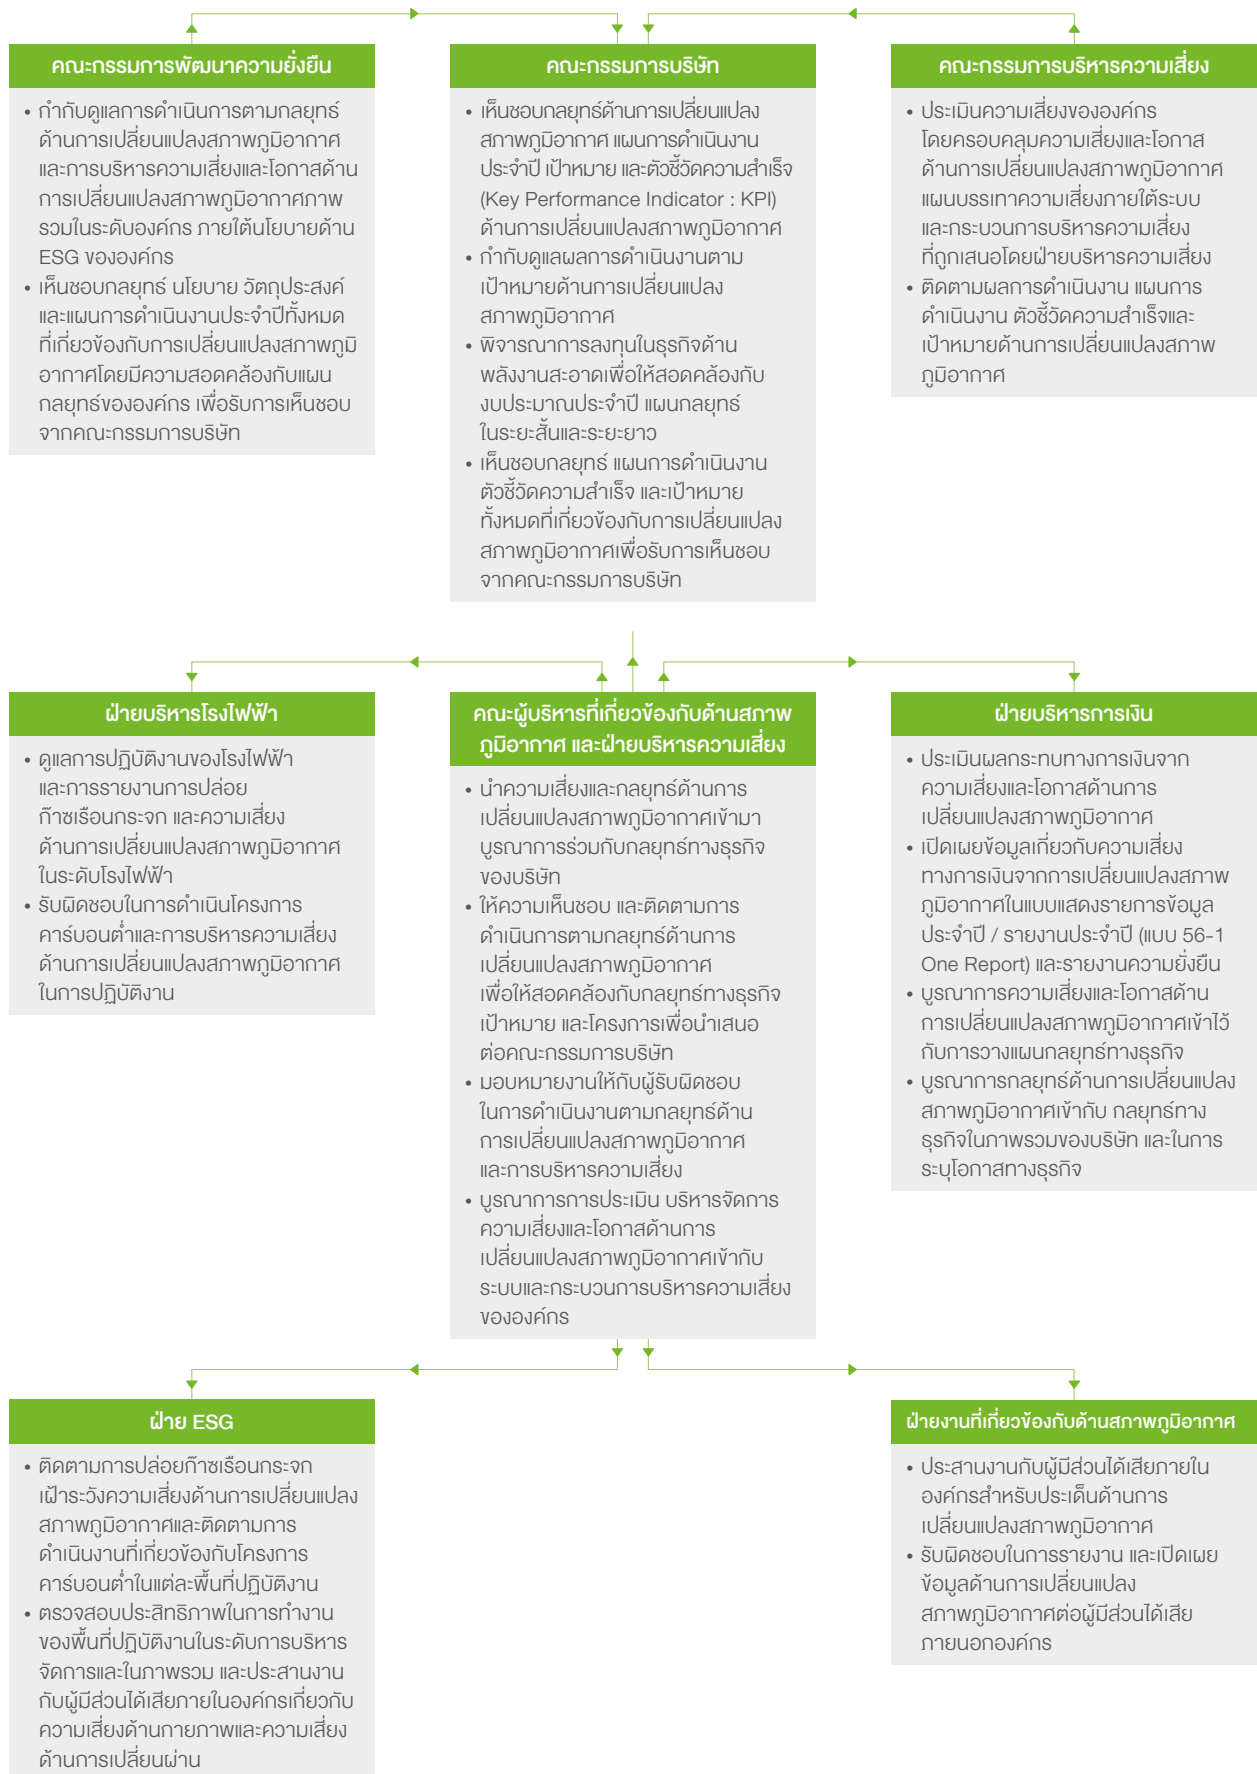 คณะกรรมการพัฒนาความยั่งยืน
• กำกับดูแลการดำเนินการตามกลยุทธ์
ด้านการเปลี่ยนแปลงสภาพภูมิอากาศ
และการบริหารความเสี่ยงและโอกาสด้าน
การเปลี่ยนแปลงสภาพภูมิอากาศภาพ
รวมในระดับองค์กร ภายใต้นโยบายด้าน
ESG ขององค์กร
• เห็นชอบกลยุทธ์ นโยบาย วัตถุประสงค์
และแผนการดำเนินงานประจำปีทั้งหมด
ที่เกี่ยวข้องกับการเปลี่ยนแปลงสภาพภูมิ
อากาศโดยมีความสอดคล้องกับแผน
กลยุทธ์ขององค์กร เพื่อรับการเห็นชอบ
จากคณะกรรมการบริษัท
คณะกรรมการบริษัท
• เห็นชอบกลยุทธ์ด้านการเปลี่ยนแปลง
สภาพภูมิอากาศ แผนการดำเนินงาน
ประจำปี เป้าหมาย และตัวชี้วัดความสำเร็จ
(Key Performance Indicator : KPI)
ด้านการเปลี่ยนแปลงสภาพภูมิอากาศ
• กำกับดูแลผลการดำเนินงานตาม
เป้าหมายด้านการเปลี่ยนแปลง
สภาพภูมิอากาศ
• พิจารณาการลงทุนในธุรกิจด้าน
พลังงานสะอาดเพื่อให้สอดคล้องกับ
งบประมาณประจำปี แผนกลยุทธ์
ในระยะสั้นและระยะยาว
• เห็นชอบกลยุทธ์ แผนการดำเนินงาน
ตัวชี้วัดความสำเร็จ และเป้าหมาย
ทั้งหมดที่เกี่ยวข้องกับการเปลี่ยนแปลง
สภาพภูมิอากาศเพื่อรับการเห็นชอบ
จากคณะกรรมการบริษัท
คณะกรรมการบริหารความเสี่ยง
• ประเมินความเสี่ยงขององค์กร
โดยครอบคลุมความเสี่ยงและโอกาส
ด้านการเปลี่ยนแปลงสภาพภูมิอากาศ
แผนบรรเทาความเสี่ยงภายใต้ระบบ
และกระบวนการบริหารความเสี่ยง
ที่ถูกเสนอโดยฝ่ายบริหารความเสี่ยง
• ติดตามผลการดำเนินงาน แผนการ
ดำเนินงาน ตัวชี้วัดความสำเร็จและ
เป้าหมายด้านการเปลี่ยนแปลงสภาพ
ภูมิอากาศ
ฝ่ายบริหารโรงไฟฟ้า
• ดูแลการปฏิบัติงานของโรงไฟฟ้า
และการรายงานการปล่อย
ก๊าซเรือนกระจก และความเสี่ยง
ด้านการเปลี่ยนแปลงสภาพภูมิอากาศ
ในระดับโรงไฟฟ้า
• รับผิดชอบในการดำเนินโครงการ
คาร์บอนต่ำและการบริหารความเสี่ยง
ด้านการเปลี่ยนแปลงสภาพภูมิอากาศ
ในการปฏิบัติงาน
คณะผู้บริหารที่เกี่ยวข้องกับด้านสภาพ
ภูมิอากาศ และฝ่ายบริหารความเสี่ยง
• นำความเสี่ยงและกลยุทธ์ด้านการ
เปลี่ยนแปลงสภาพภูมิอากาศเข้ามา
บูรณาการร่วมกับกลยุทธ์ทางธุรกิจ
ของบริษัท
• ให้ความเห็นชอบ และติดตามการ
ดำเนินการตามกลยุทธ์ด้านการ
เปลี่ยนแปลงสภาพภูมิอากาศ
เพื่อให้สอดคล้องกับกลยุทธ์ทางธุรกิจ
เป้าหมาย และโครงการเพื่อนำเสนอ
ต่อคณะกรรมการบริษัท
• มอบหมายงานให้กับผู้รับผิดชอบ
ในการดำเนินงานตามกลยุทธ์ด้าน
การเปลี่ยนแปลงสภาพภูมิอากาศ
และการบริหารความเสี่ยง
• บูรณาการการประเมิน บริหารจัดการ
ความเสี่ยงและโอกาสด้านการ
เปลี่ยนแปลงสภาพภูมิอากาศเข้ากับ
ระบบและกระบวนการบริหารความเสี่ยง
ขององค์กร
ฝ่ายบริหารการเงิน
• ประเมินผลกระทบทางการเงินจาก
ความเสี่ยงและโอกาสด้านการ
เปลี่ยนแปลงสภาพภูมิอากาศ
• เปิดเผยข้อมูลเกี่ยวกับความเสี่ยง
ทางการเงินจากการเปลี่ยนแปลงสภาพ
ภูมิอากาศในแบบแสดงรายการข้อมูล
ประจำปี / รายงานประจำปี (แบบ 56-1
One Report) และรายงานความยั่งยืน
• บูรณาการความเสี่ยงและโอกาสด้าน
การเปลี่ยนแปลงสภาพภูมิอากาศเข้าไว้
กับการวางแผนกลยุทธ์ทางธุรกิจ
• บูรณาการกลยุทธ์ด้านการเปลี่ยนแปลง
สภาพภูมิอากาศเข้ากับ กลยุทธ์ทาง
ธุรกิจในภาพรวมของบริษัท และในการ
ระบุโอกาสทางธุรกิจ
ฝ่าย ESG
• ติดตามการปล่อยก๊าซเรือนกระจก
เฝ้าระวังความเสี่ยงด้านการเปลี่ยนแปลง
สภาพภูมิอากาศและติดตามการ
ดำเนินงานที่เกี่ยวข้องกับโครงการ
คาร์บอนต่ำในแต่ละพื้นที่ปฏิบัติงาน
• ตรวจสอบประสิทธิภาพในการทำงาน
ของพื้นที่ปฏิบัติงานในระดับการบริหาร
จัดการและในภาพรวม และประสานงาน
กับผู้มีส่วนได้เสียภายในองค์กรเกี่ยวกับ
ความเสี่ยงด้านกายภาพและความเสี่ยง
ด้านการเปลี่ยนผ่าน
ฝ่ายงานที่เกี่ยวข้องกับด้านสภาพภูมิอากาศ
• ประสานงานกับผู้มีส่วนได้เสียภายใน
องค์กรสำหรับประเด็นด้านการ
เปลี่ยนแปลงสภาพภูมิอากาศ
• รับผิดชอบในการรายงาน และเปิดเผย
ข้อมูลด้านการเปลี่ยนแปลง
สภาพภูมิอากาศต่อผู้มีส่วนได้เสีย
ภายนอกองค์กร